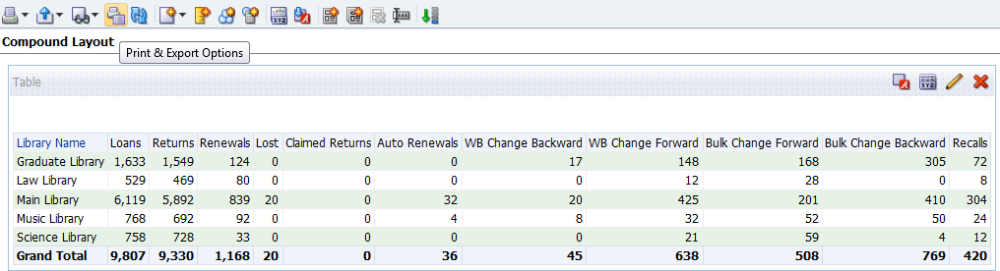 Compound Layout
Print & Export Options
Table
Library Name Loans Returns Renewals Lost Claimed Returns Auto Renewals WB Change Backward WB Change Forward Bulk Change Forward Bulk Change Backward Recalls
Graduate Library 1,633 1,549 124 0 0 0 17 148 168 305 72
Law Library 529 469 80 0 0 0 0 12 28 0 8
Main Library 6,119 5,892 839 20 0 32 20 425 201 410 304
Music Library 768 692 92 0 0 4 8 32 52 50 24
Science Library 758 728 33 0 0 0 0 21 59 4 12
Grand Total 9,807 9,330 1,168 20 0 36 45 638 508 769 420